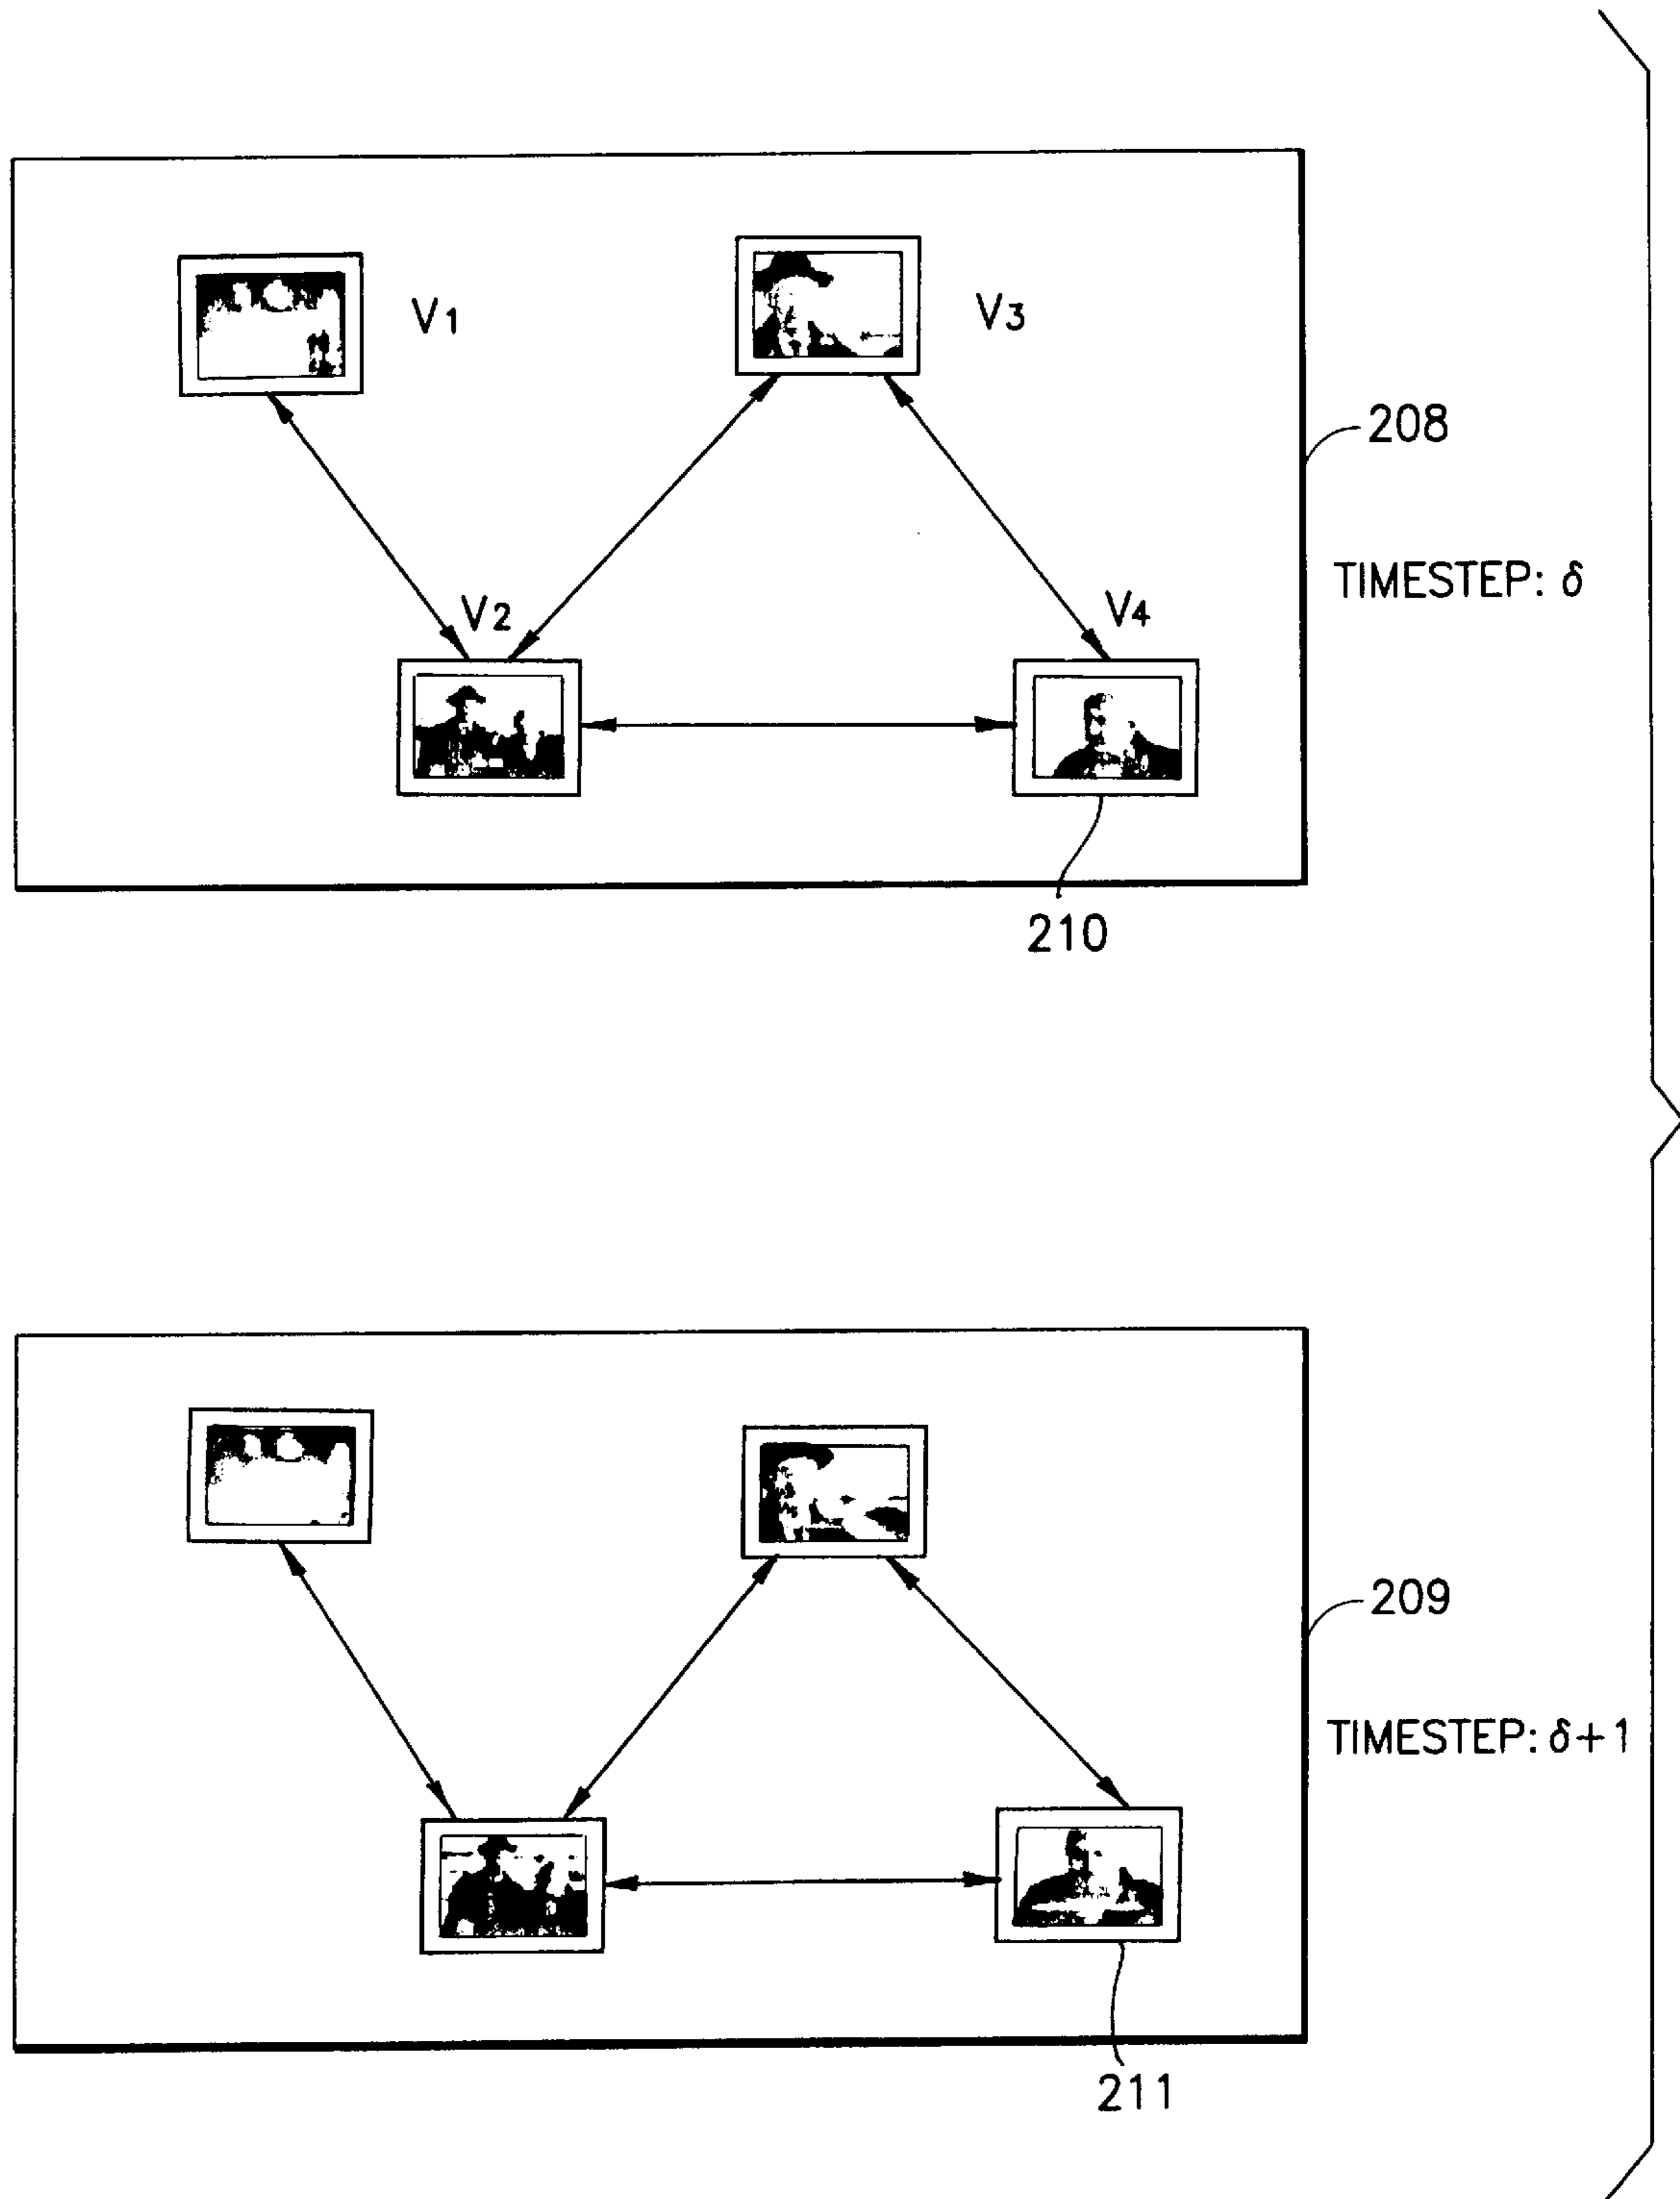 V1
V3
208
TIMESTEP: δ
V2
V4
210
209
TIMESTEP: δ+1
211